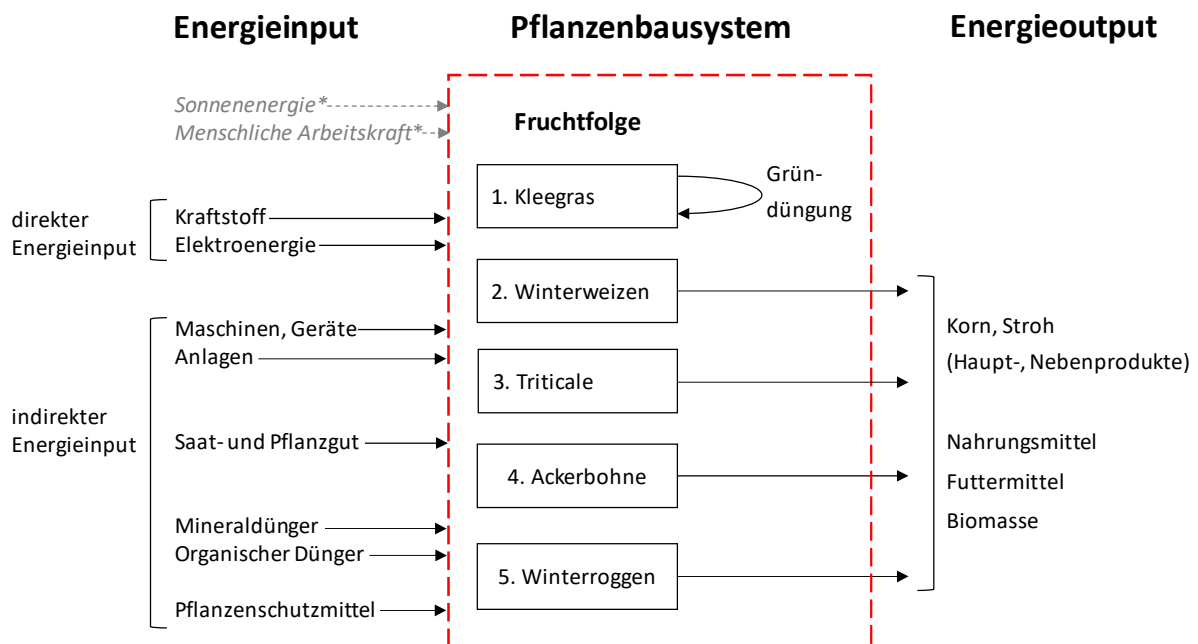 Energieinput
Pflanzenbausystem
Energieoutput
Sonnenenergie*
Menschliche Arbeitskraft*
direkter
Energieinput
Kraftstoff
Elektroenergie
indirekter
Energieinput
Maschinen, Geräte
Anlagen
Saat- und Pflanzgut
Mineraldünger
Organischer Dünger
Pflanzenschutzmittel
Fruchtfolge
1. Kleegras
Grün-
düngung
2. Winterweizen
3. Triticale
4. Ackerbohne
5. Winterroggen
Korn, Stroh
(Haupt-, Nebenprodukte)
Nahrungsmittel
Futtermittel
Biomasse